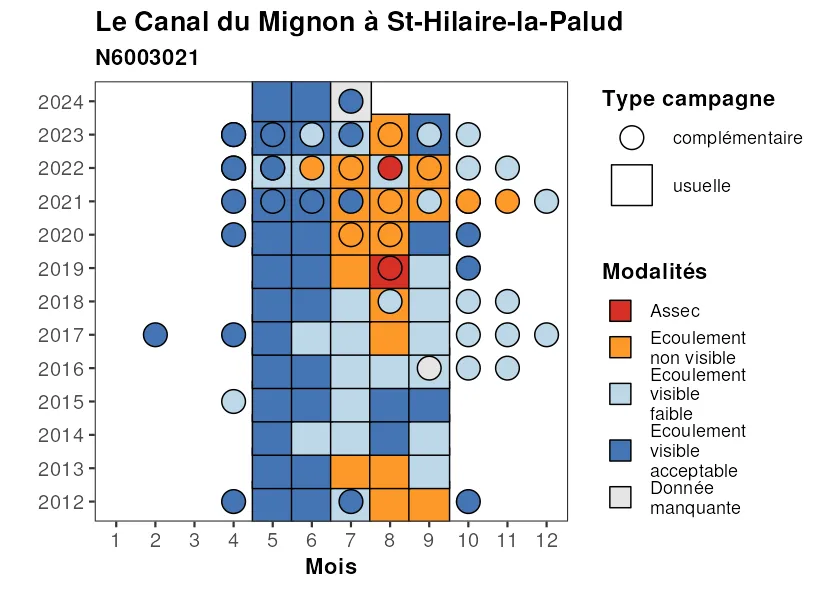 Le Canal du Mignon à St-Hilaire-la-Palud
N6003021
2024
2023
2022
2021
2020
2019
2018
2017
2016
2015
2014
2013
2012
1 2 3 4 5 6 7 8 9 10 11 12
Mois
Type campagne
complémentaire
usuelle
Modalités
Assec
Ecoulement
non visible
Ecoulement
visible
faible
Ecoulement
visible
acceptable
Donnée
manquante